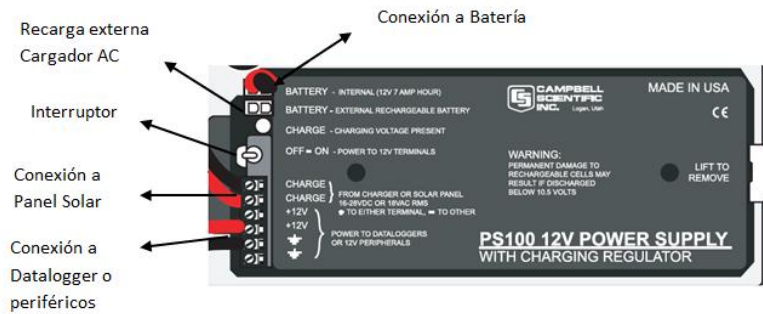 Conexión a Batería
Recarga externa
Cargador AC
Interruptor
Conexión a
Panel Solar
Conexión a
Datalogger o
periféricos
BATTERY - INTERNAL (12V 7 AMP HOUR)
BATTERY - EXTERNAL RECHARGEABLE BATTERY
CHARGE - CHARGING VOLTAGE PRESENT
OFF ON - POWER TO 12V TERMINALS
CHARGE
CHARGE
FROM CHARGER OR SOLAR PANEL
16-28VDC OR 18VAC RMS
TO EITHER TERMINAL, TO OTHER
+12V
+12V
POWER TO DATALOGGERS
OR 12V PERIPHERALS
CAMPBELL
SCIENTIFIC
INC. Logan, Utah
MADE IN USA
CE
WARNING:
PERMANENT DAMAGE TO
RECHARGEABLE CELLS MAY
RESULT IF DISCHARGED
BELOW 10.5 VOLTS
LIFT TO
REMOVE
PS100 12V POWER SUPPLY
WITH CHARGING REGULATOR